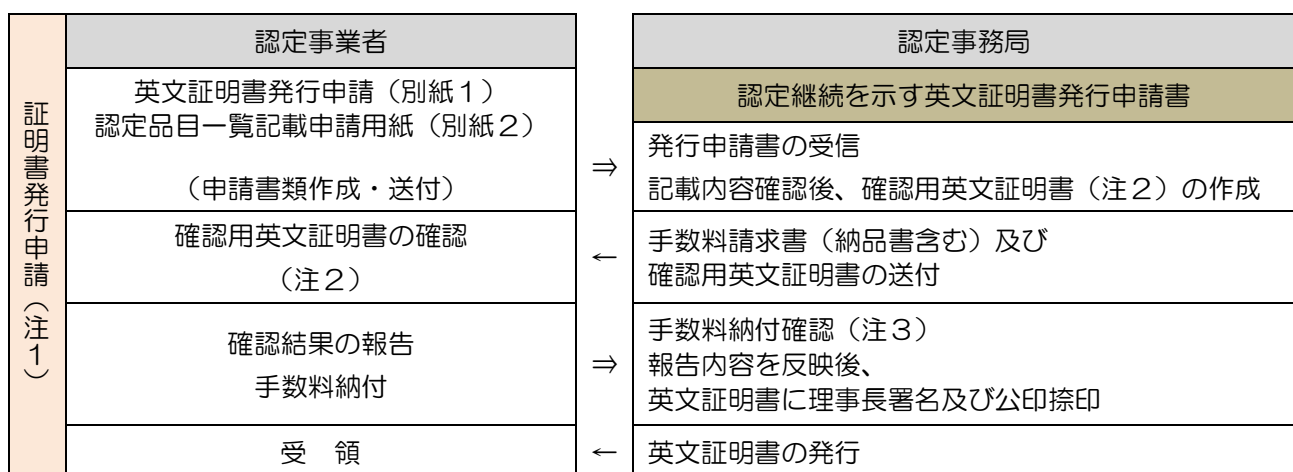 証明書発行申請（注１）
認定事業者
認定事務局
英文証明書発行申請（別紙１）
認定品目一覧記載申請用紙（別紙２）
（申請書類作成・送付）
⇒
認定継続を示す英文証明書発行申請書
発行申請書の受信
記載内容確認後、確認用英文証明書（注２）の作成
確認用英文証明書の確認
（注２）
←
手数料請求書（納品書含む）及び
確認用英文証明書の送付
確認結果の報告
手数料納付
⇒
手数料納付確認（注３）
報告内容を反映後、
英文証明書に理事長署名及び公印捺印
受　領
←
英文証明書の発行